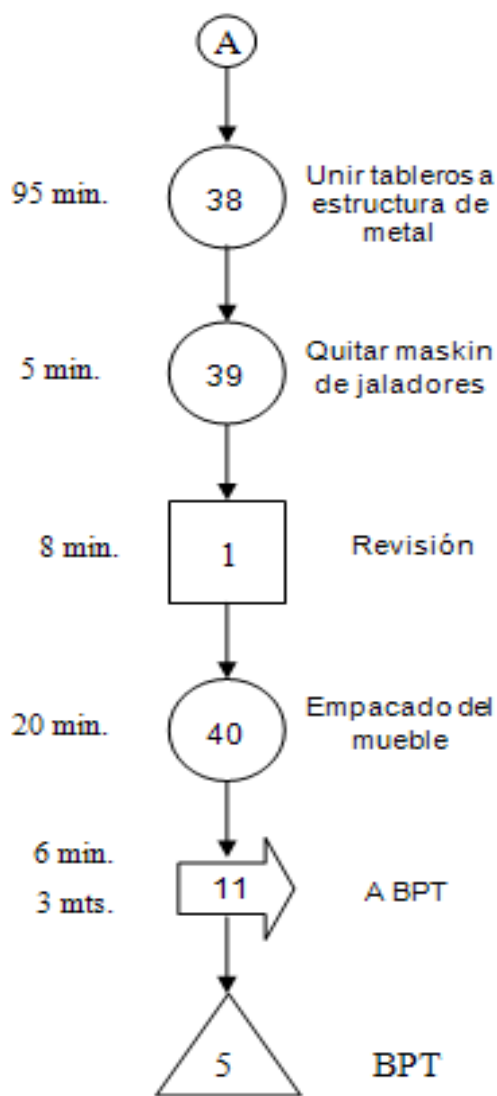 A
95 min.
38
Unir tableros a
estructura de
metal
5 min.
39
Quitar maskin
de jaladores
8 min.
1
Revisión
20 min.
40
Empacado del
mueble
6 min.
3 mts.
11
A BPT
5
BPT